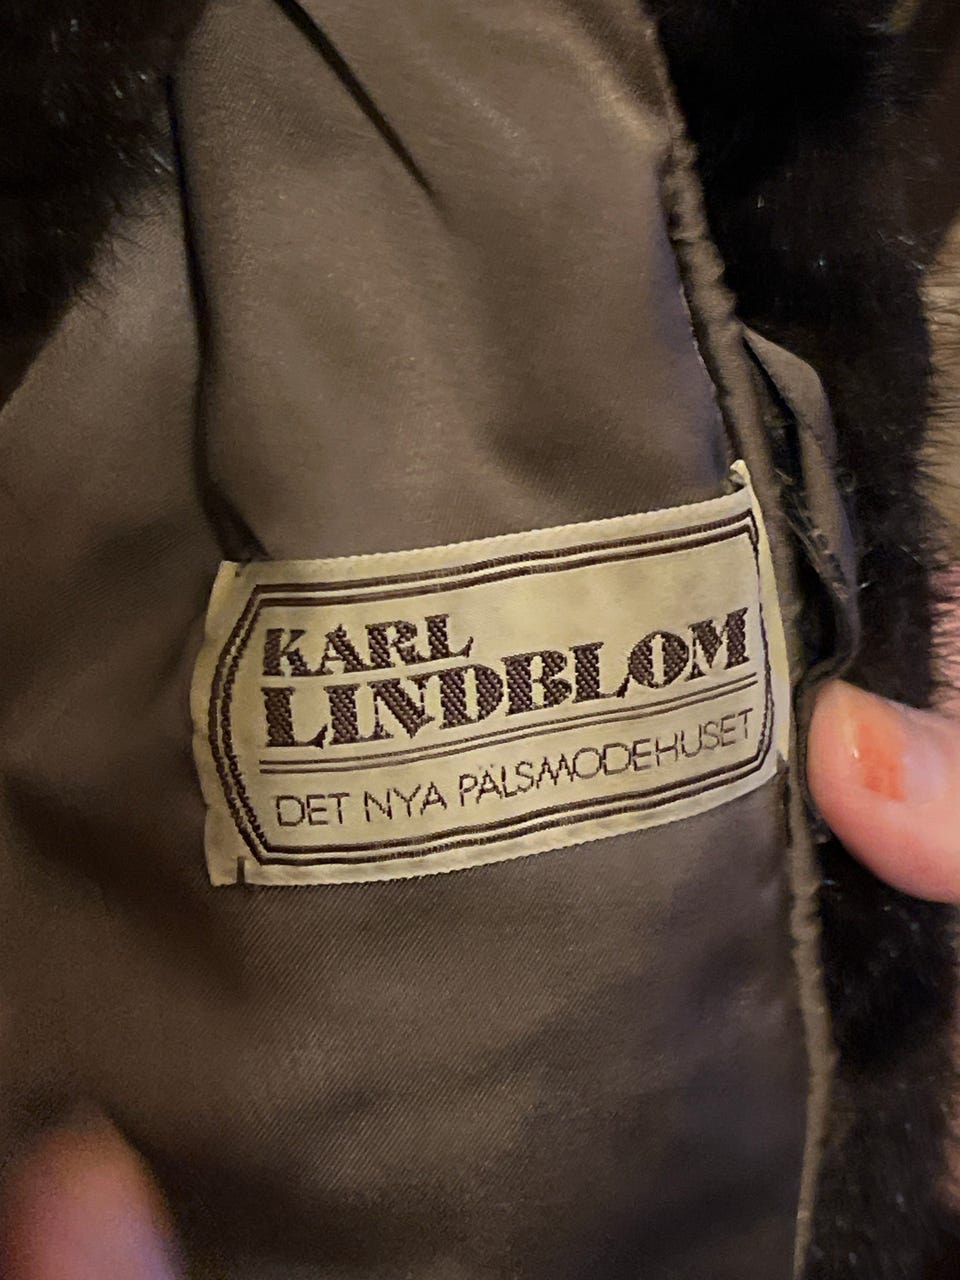 KARL
LINDBLOM
DET NYA PÄLSMODEHUSET